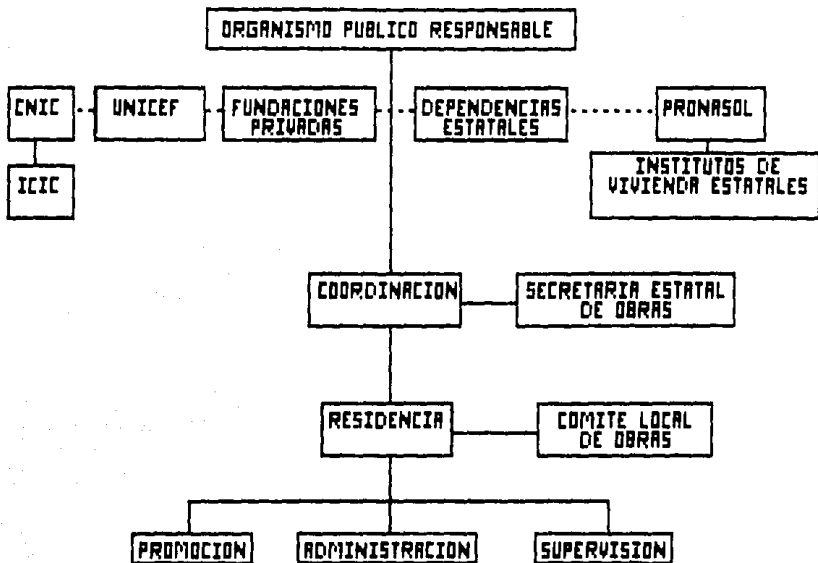 ORGANISMO PUBLICO RESPONSABLE
CNIC
UNICEF
FUNDACIONES
PRIVADAS
DEPENDENCIAS
ESTATALES
PRONASOL
ICIC
INSTITUTOS DE
VIVIENDA ESTATALES
COORDINACION
SECRETARIA ESTATAL
DE OBRAS
RESIDENCIA
COMITE LOCAL
DE OBRAS
PROMOCION
ADMINISTRACION
SUPERVISION